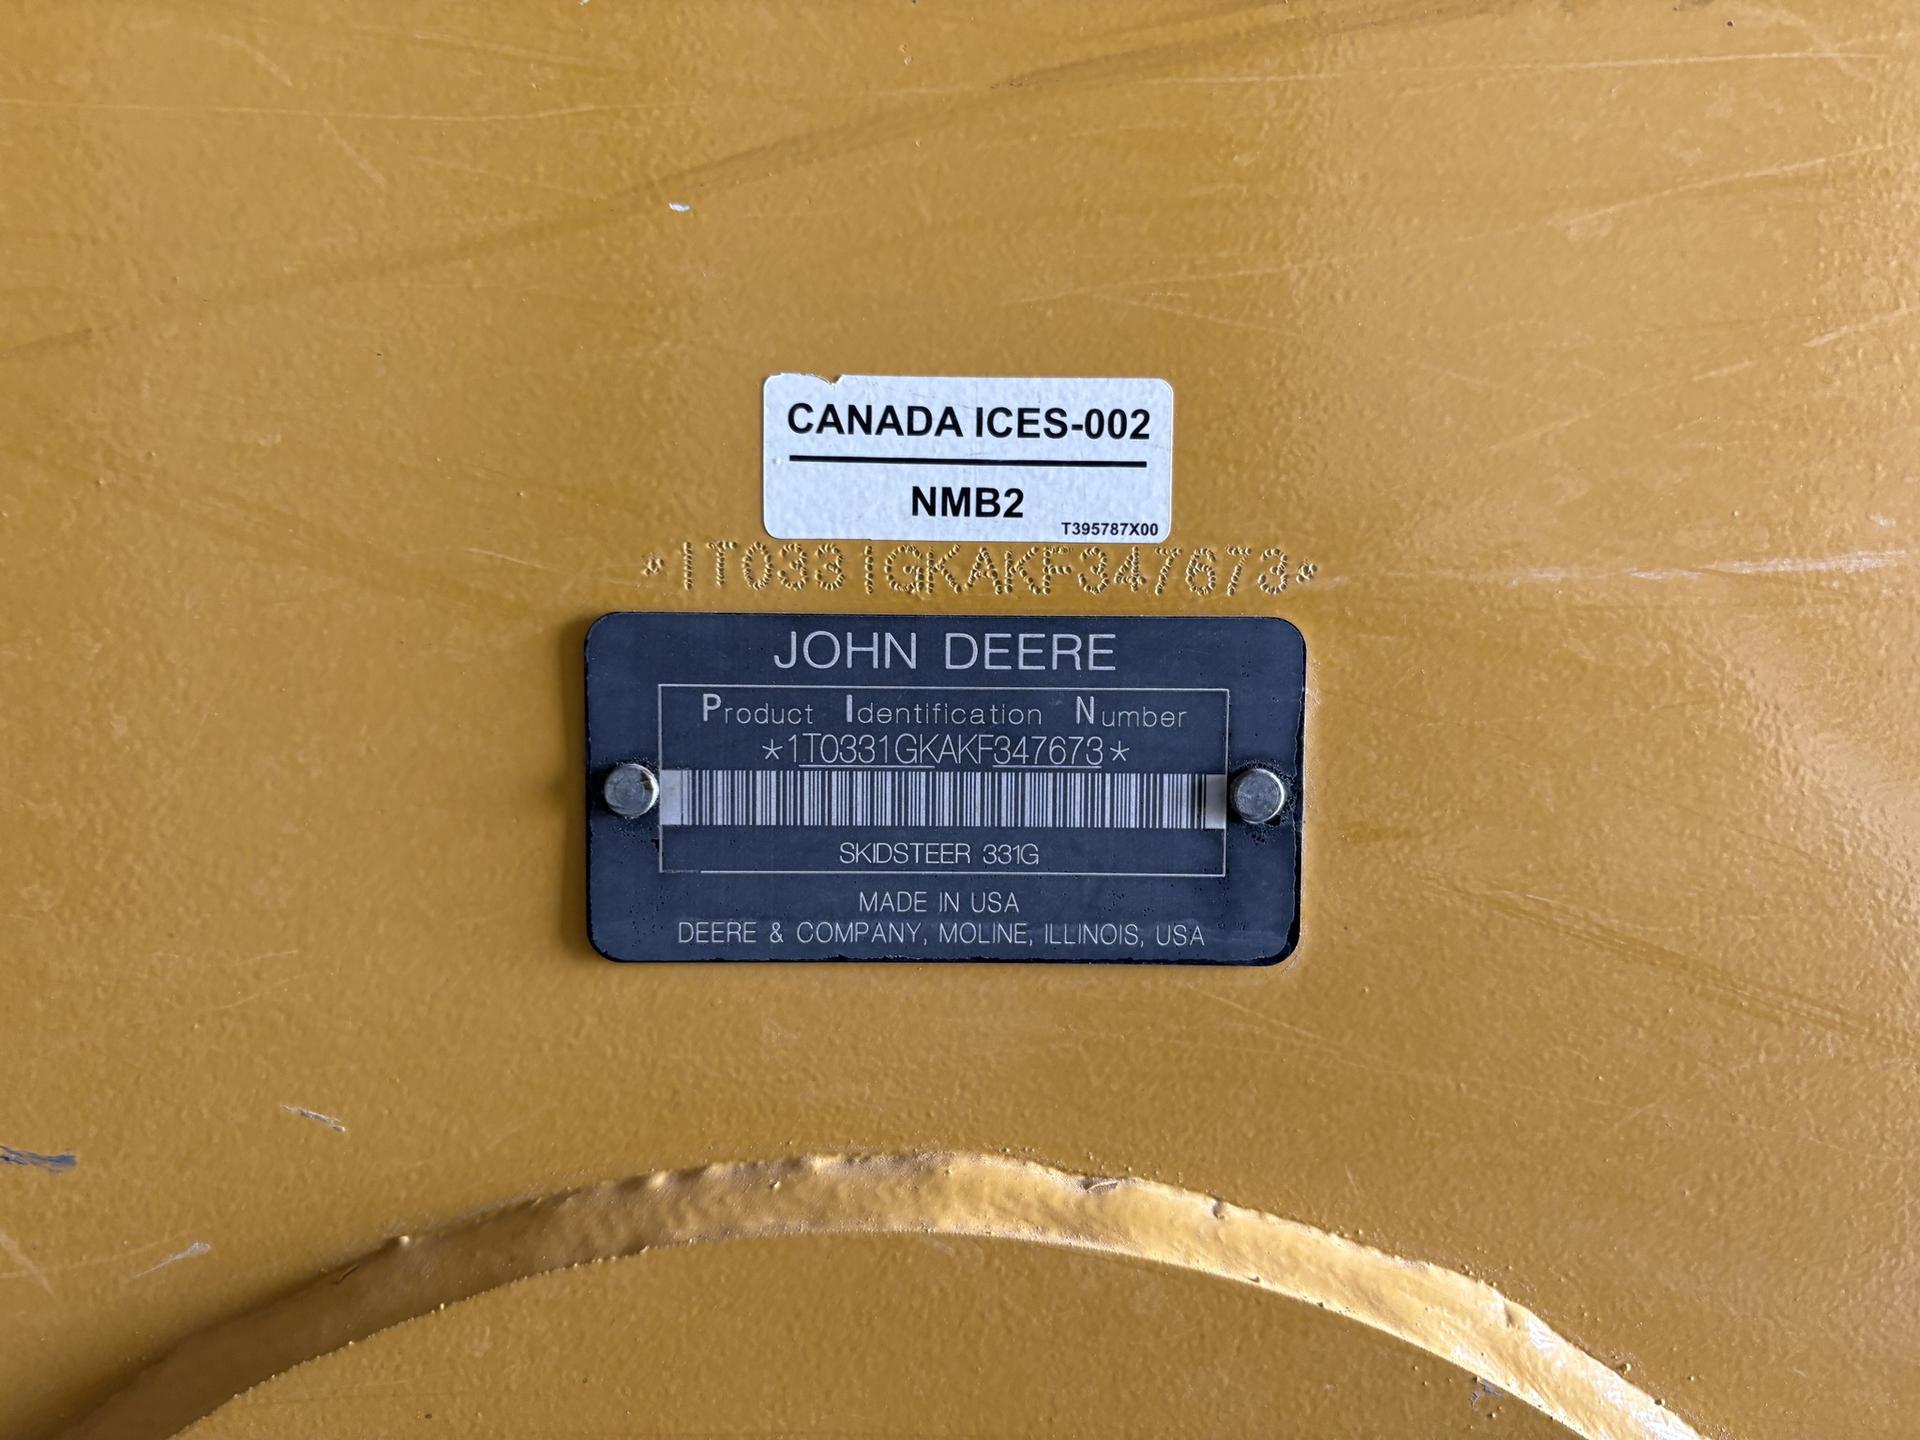 CANADA ICES-002
NMB2
T395787X00
*1T0331GKAKF347673*
JOHN DEERE
Product Identification Number
*1T0331GKAKF347673*
SKIDSTEER 331G
MADE IN USA
DEERE & COMPANY, MOLINE, ILLINOIS, USA